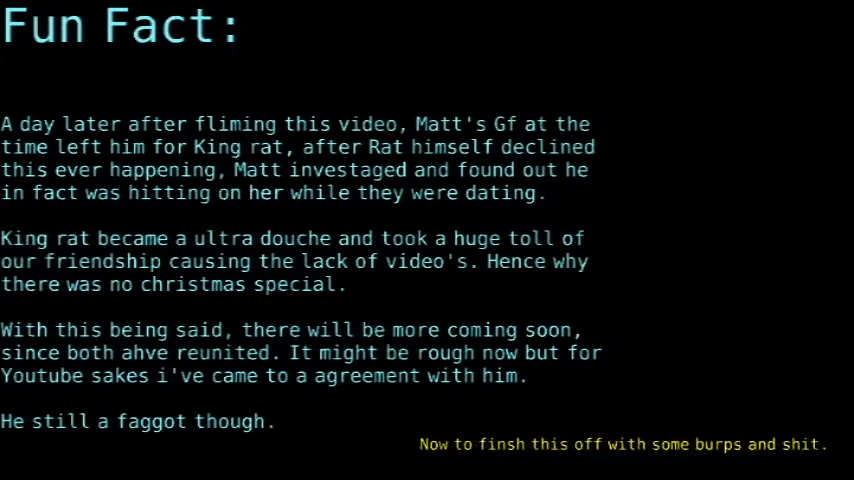 Fun Fact:
A day later after fliming this video, Matt's Gf at the
time left him for King rat, after Rat himself declined
this ever happening, Matt investaged and found out he
in fact was hitting on her while they were dating.
King rat became a ultra douche and took a huge toll of
our friendship causing the lack of video's. Hence why
there was no christmas special.
With this being said, there will be more coming soon,
since both ahve reunited. It might be rough now but for
Youtube sakes i've came to a agreement with him.
He still a faggot though.
Now to finsh this off with some burps and shit.